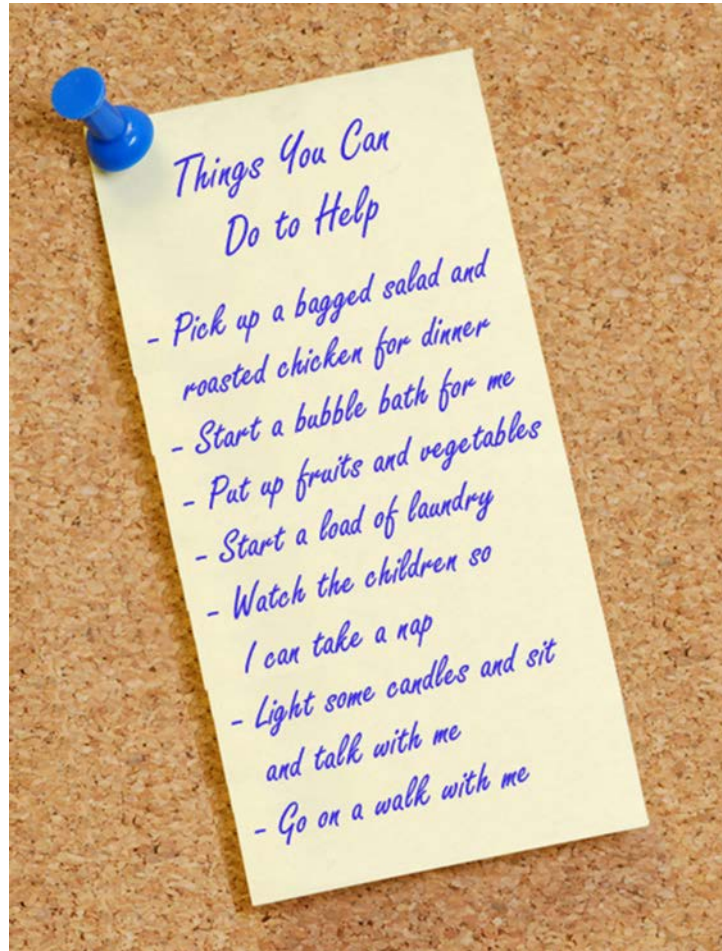 Things You Can
Do to Help
- Pick up a bagged salad and
roasted chicken for dinner
- Start a bubble bath for me
- Put up fruits and vegetables
- Start a load of laundry
- Watch the children so
I can take a nap
- Light some candles and sit
and talk with me
- Go on a walk with me